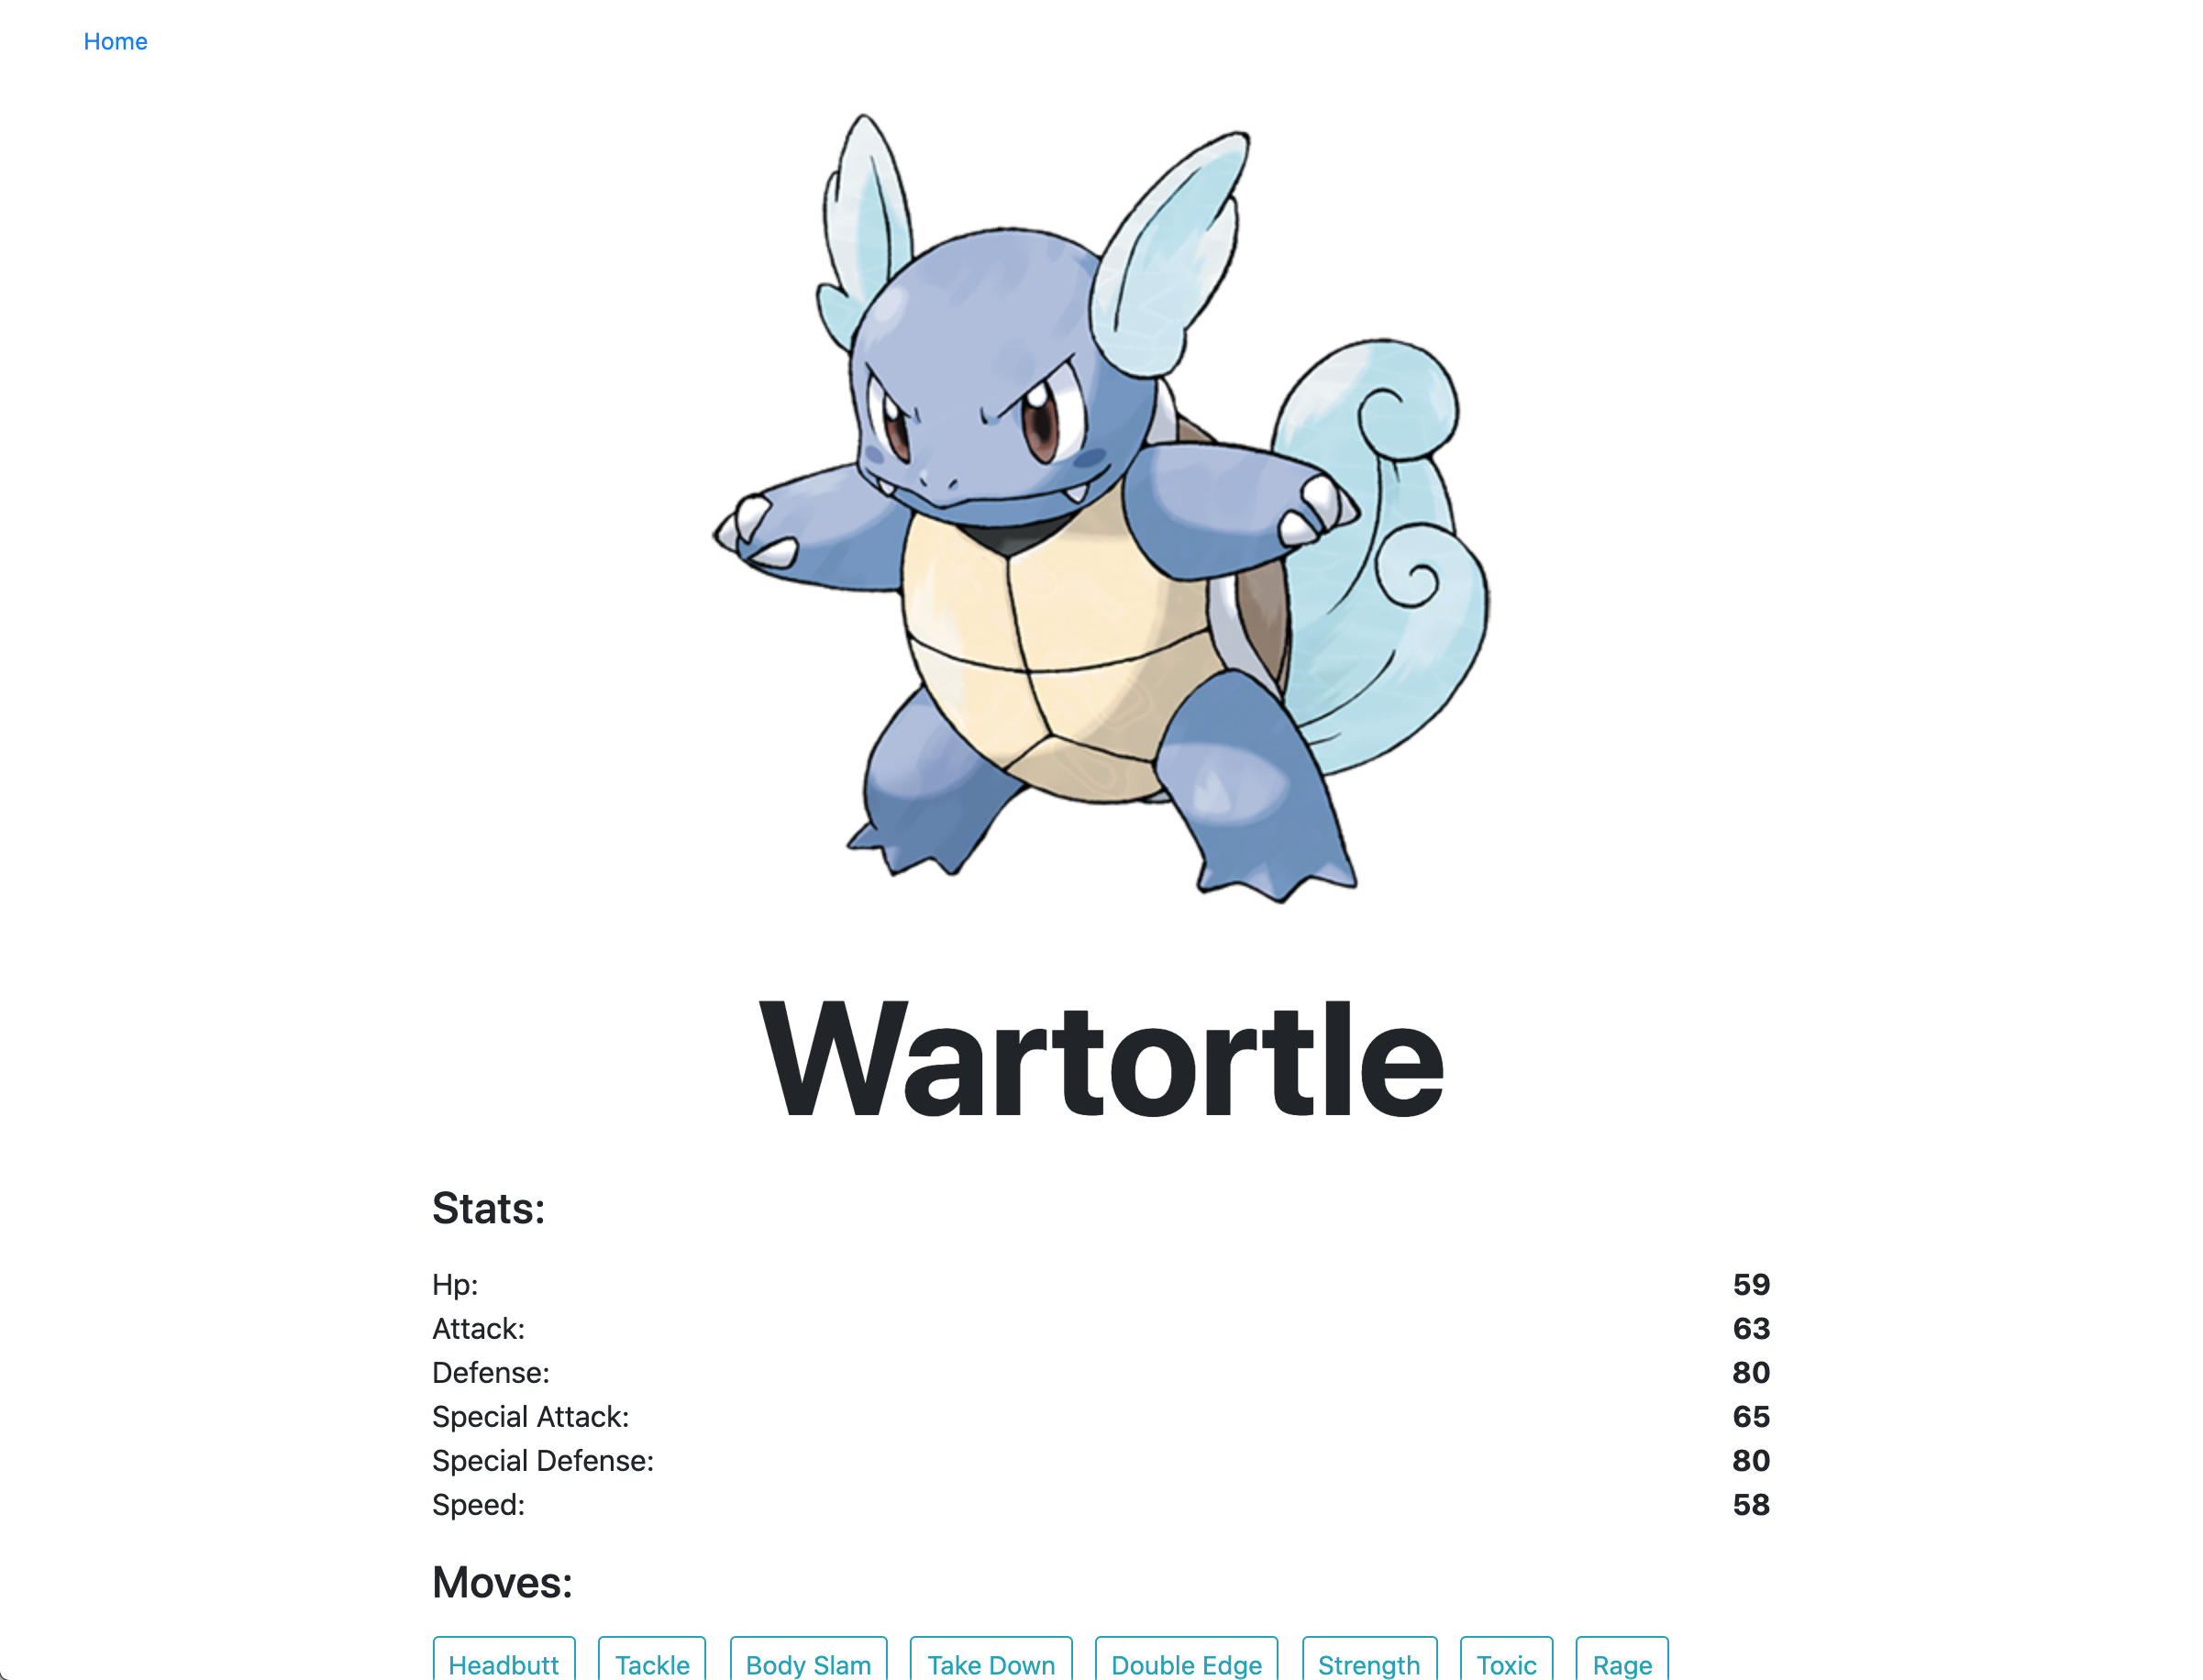 Home
Wartortle
Stats:
Hp: 59
Attack: 63
Defense: 80
Special Attack: 65
Special Defense: 80
Speed: 58
Moves:
Headbutt Tackle Body Slam Take Down Double Edge Strength Toxic Rage